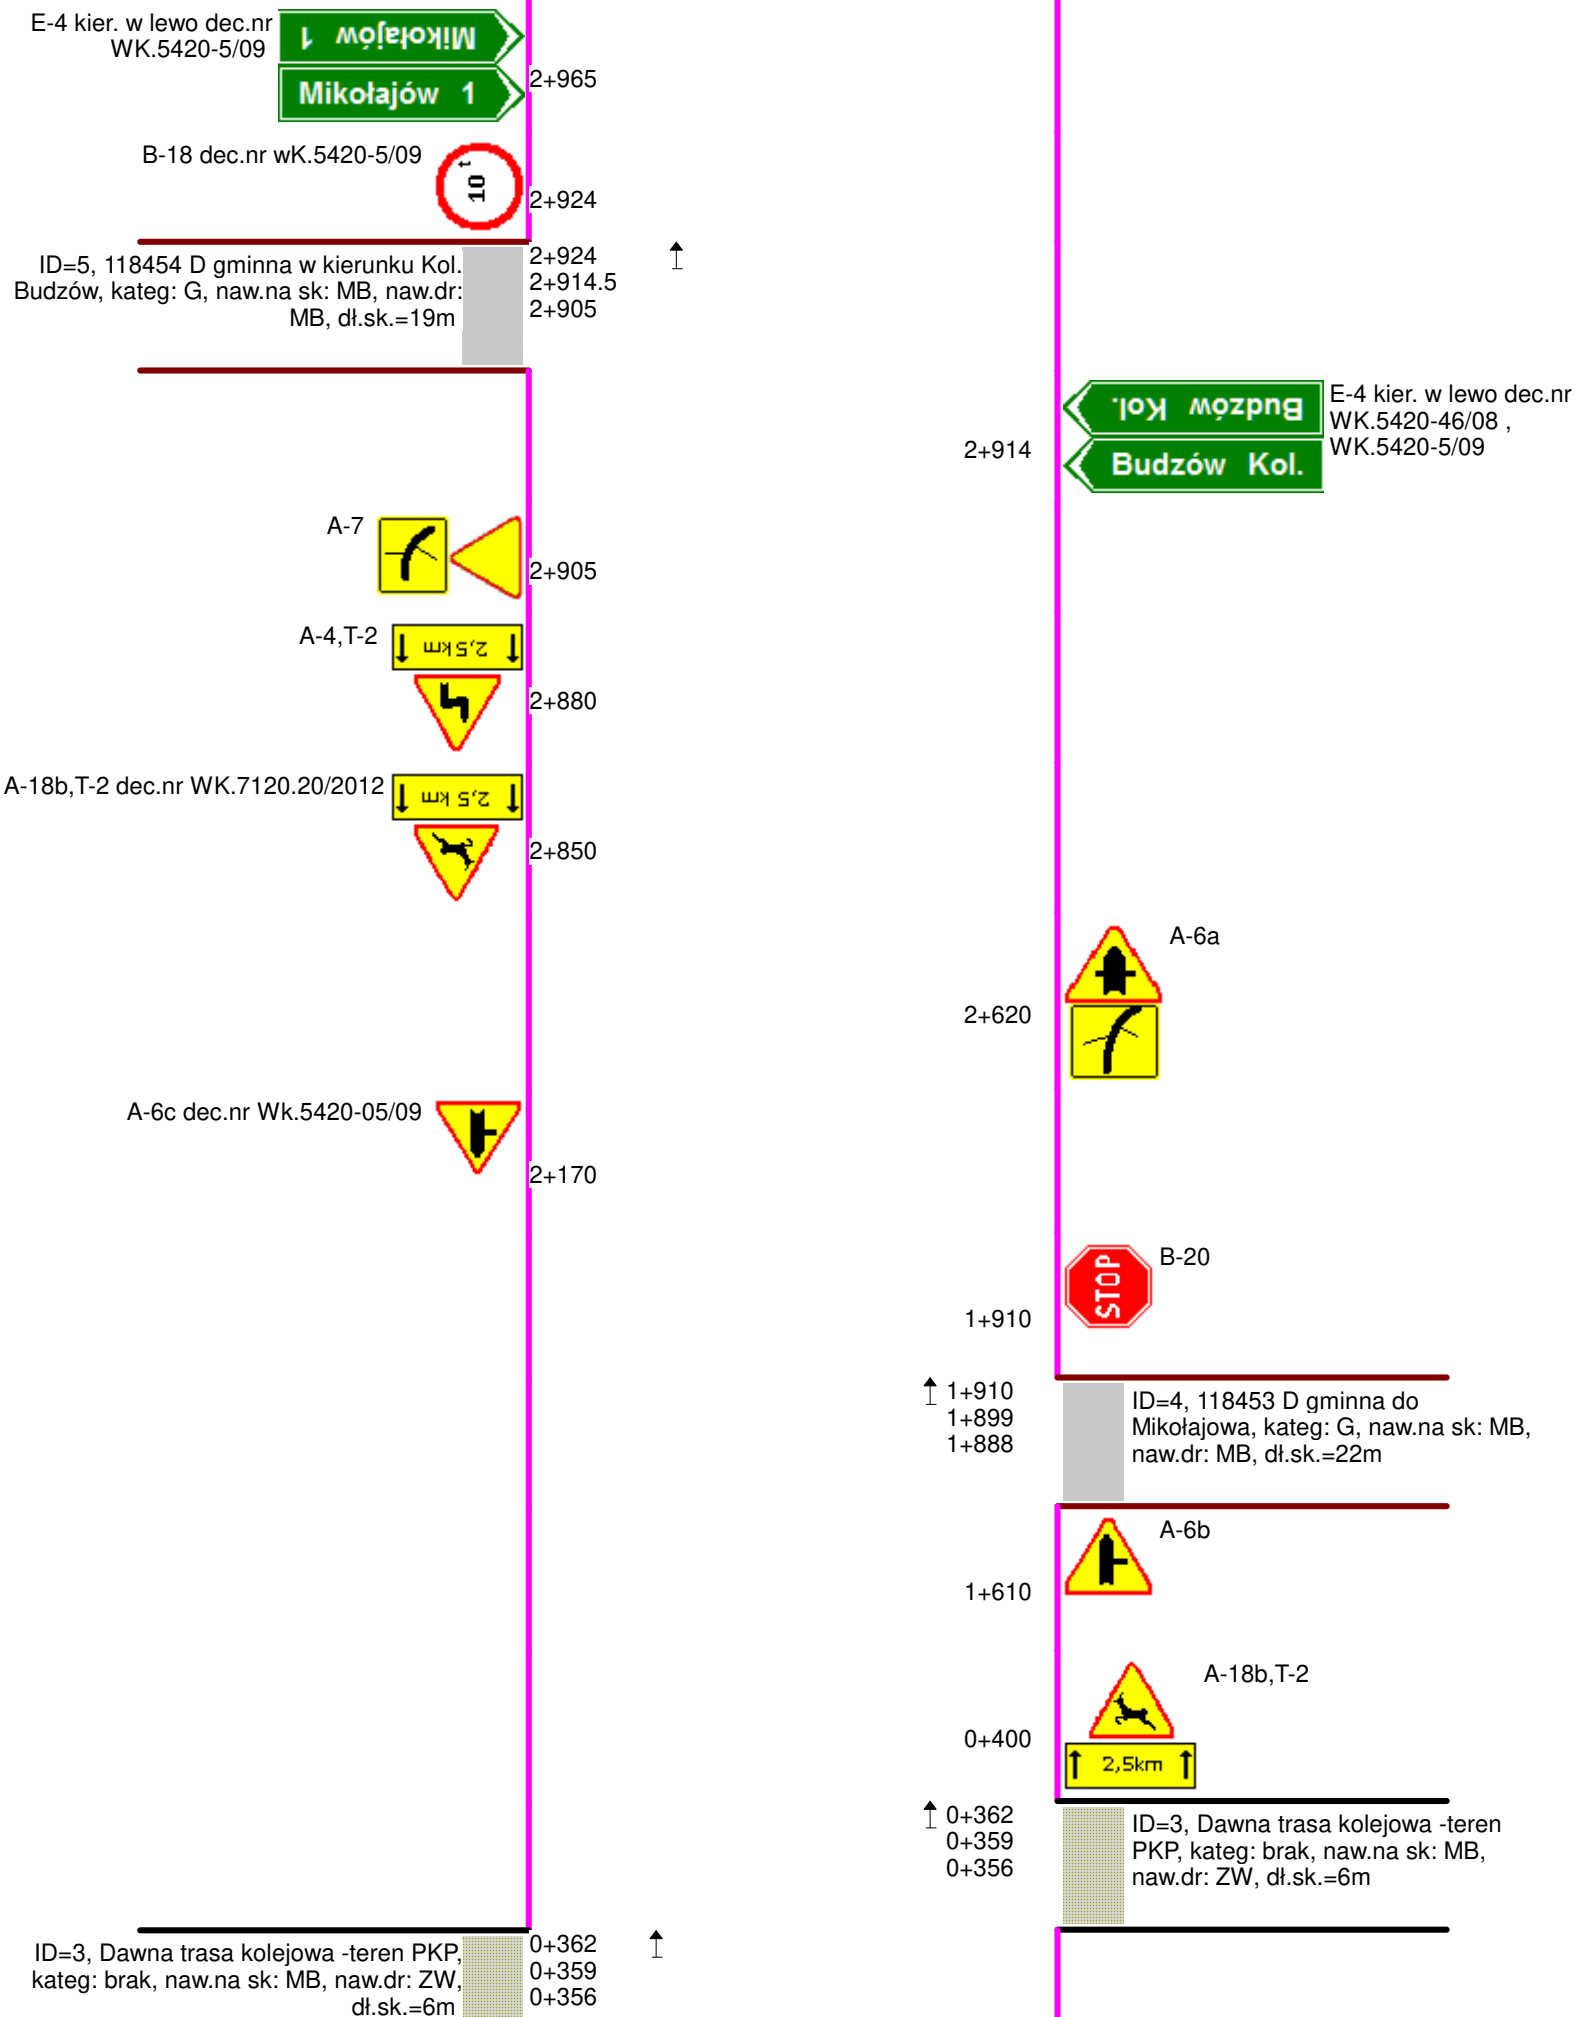 E-4 kier. w lewo dec.nr
WK.5420-5/09
Mikołajów 1
Mikołajów 1
2+965
B-18 dec.nr wK.5420-5/09
10 t
2+924
2+924
2+914.5
2+905
ID=5, 118454 D gminna w kierunku Kol.
Budzów, kateg: G, naw.na sk: MB, naw.dr:
MB, dł.sk.=19m
A-7
2+905
A-4,T-2
2,5 km
2+880
A-18b,T-2 dec.nr WK.7120.20/2012
2,5 km
2+850
A-6c dec.nr Wk.5420-05/09
2+170
ID=3, Dawna trasa kolejowa -teren PKP,
kateg: brak, naw.na sk: MB, naw.dr: ZW,
dł.sk.=6m
0+362
0+359
0+356
2+914
Budzów Kol.
Budzów Kol.
E-4 kier. w lewo dec.nr
WK.5420-46/08 ,
WK.5420-5/09
A-6a
2+620
B-20
STOP
1+910
1+910
1+899
1+888
ID=4, 118453 D gminna do
Mikołajowa, kateg: G, naw.na sk: MB,
naw.dr: MB, dł.sk.=22m
A-6b
1+610
A-18b,T-2
0+400
2,5km
0+362
0+359
0+356
ID=3, Dawna trasa kolejowa -teren
PKP, kateg: brak, naw.na sk: MB,
naw.dr: ZW, dł.sk.=6m